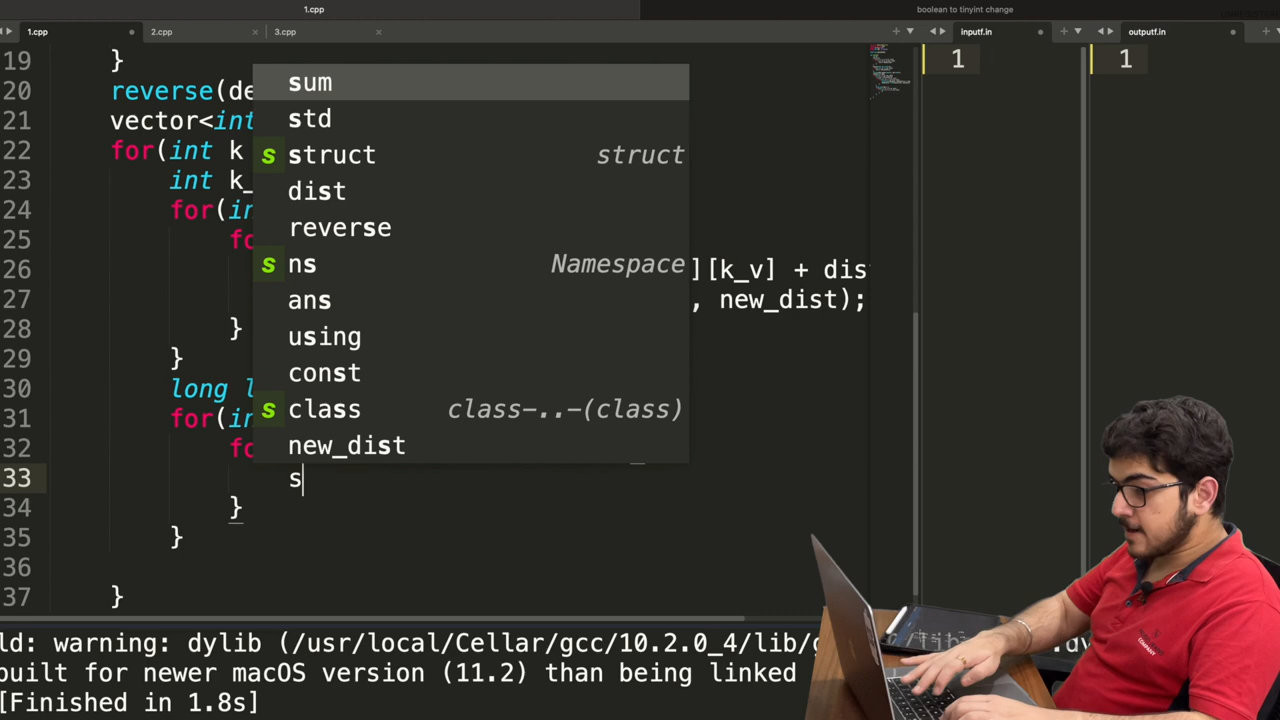 1.cpp
boolean to tinyint change
1.cpp
2.cpp
3.cpp
inputf.in
outputf.in
19 }
20 reverse(de
21 vector<int
22 for(int k
23 int k_
24 for(in
25 fo
26 ][k_v] + dis
27 , new_dist);
28 }
29 }
30 long l
31 for(in
32 fo
33 s
34 }
35 }
36
37 }
sum
std
s struct struct
dist
reverse
s ns Namespace
ans
using
const
s class class-..-(class)
new_dist
1
1
ld: warning: dylib (/usr/local/Cellar/gcc/10.2.0_4/lib/g
built for newer macOS version (11.2) than being linked
[Finished in 1.8s]
COMPANY